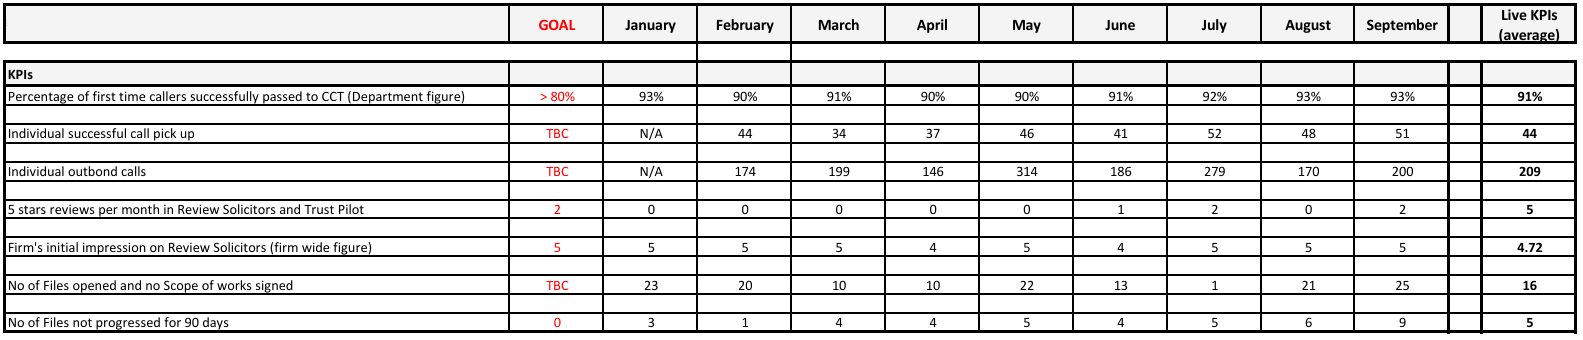 GOAL January February March April May June July August September Live KPIs (average)
KPIs
Percentage of first time callers successfully passed to CCT (Department figure) > 80% 93% 90% 91% 90% 90% 91% 92% 93% 93% 91%
Individual successful call pick up TBC N/A 44 34 37 46 41 52 48 51 44
Individual outbond calls TBC N/A 174 199 146 314 186 279 170 200 209
5 stars reviews per month in Review Solicitors and Trust Pilot 2 0 0 0 0 0 1 2 0 2 5
Firm's initial impression on Review Solicitors (firm wide figure) 5 5 5 5 4 5 4 5 5 5 4.72
No of Files opened and no Scope of works signed TBC 23 20 10 10 22 13 1 21 25 16
No of Files not progressed for 90 days 0 3 1 4 4 5 4 5 6 9 5